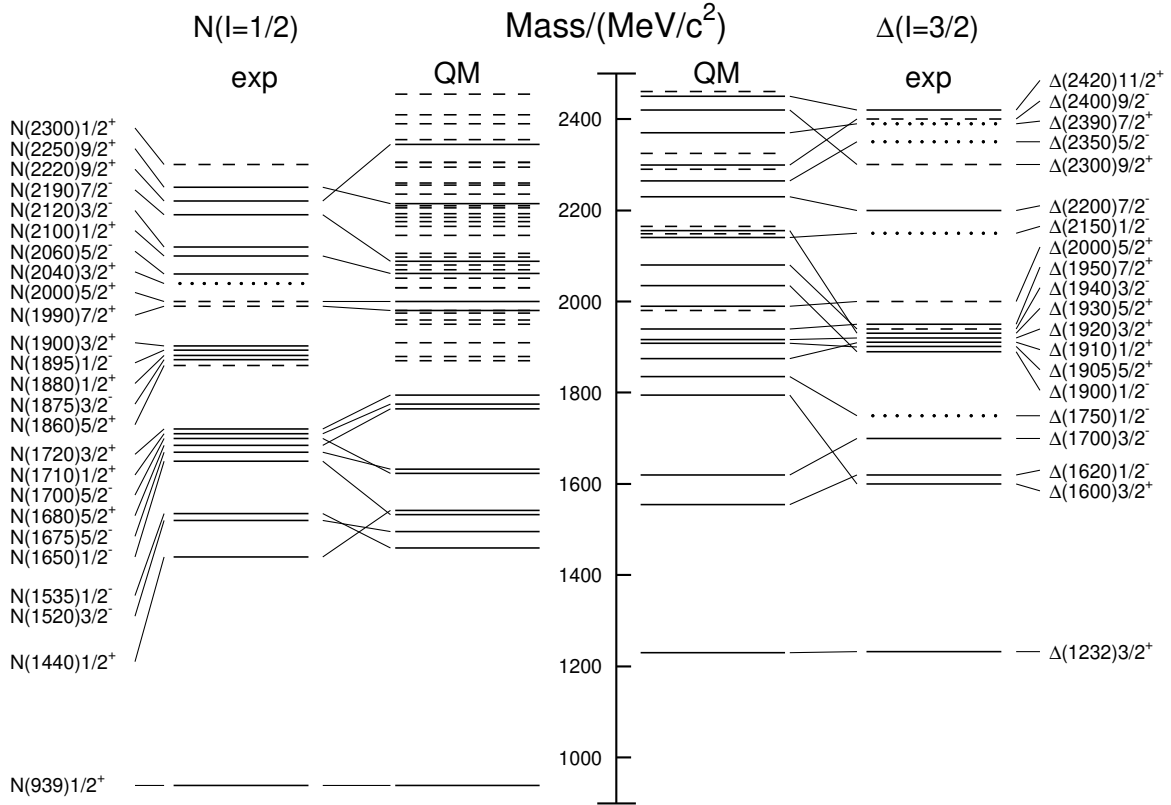 N(I=1/2)
Mass/(MeV/c²)
Δ(I=3/2)
exp
QM
QM
exp
N(2300)1/2⁺
N(2250)9/2⁺
N(2220)9/2⁺
N(2190)7/2⁻
N(2120)3/2⁻
N(2100)1/2⁺
N(2060)5/2⁻
N(2040)3/2⁺
N(2000)5/2⁺
N(1990)7/2⁺
N(1900)3/2⁺
N(1895)1/2⁻
N(1880)1/2⁺
N(1875)3/2⁻
N(1860)5/2⁺
N(1720)3/2⁺
N(1710)1/2⁺
N(1700)5/2⁻
N(1680)5/2⁺
N(1675)5/2⁻
N(1650)1/2⁻
N(1535)1/2⁻
N(1520)3/2⁻
N(1440)1/2⁺
N(939)1/2⁺
2400
2200
2000
1800
1600
1400
1200
1000
Δ(2420)11/2⁺
Δ(2400)9/2⁻
Δ(2390)7/2⁺
Δ(2350)5/2⁻
Δ(2300)9/2⁺
Δ(2200)7/2⁻
Δ(2150)1/2⁻
Δ(2000)5/2⁺
Δ(1950)7/2⁺
Δ(1940)3/2⁻
Δ(1930)5/2⁺
Δ(1920)3/2⁺
Δ(1910)1/2⁺
Δ(1905)5/2⁺
Δ(1900)1/2⁻
Δ(1750)1/2⁻
Δ(1700)3/2⁻
Δ(1620)1/2⁻
Δ(1600)3/2⁺
Δ(1232)3/2⁺